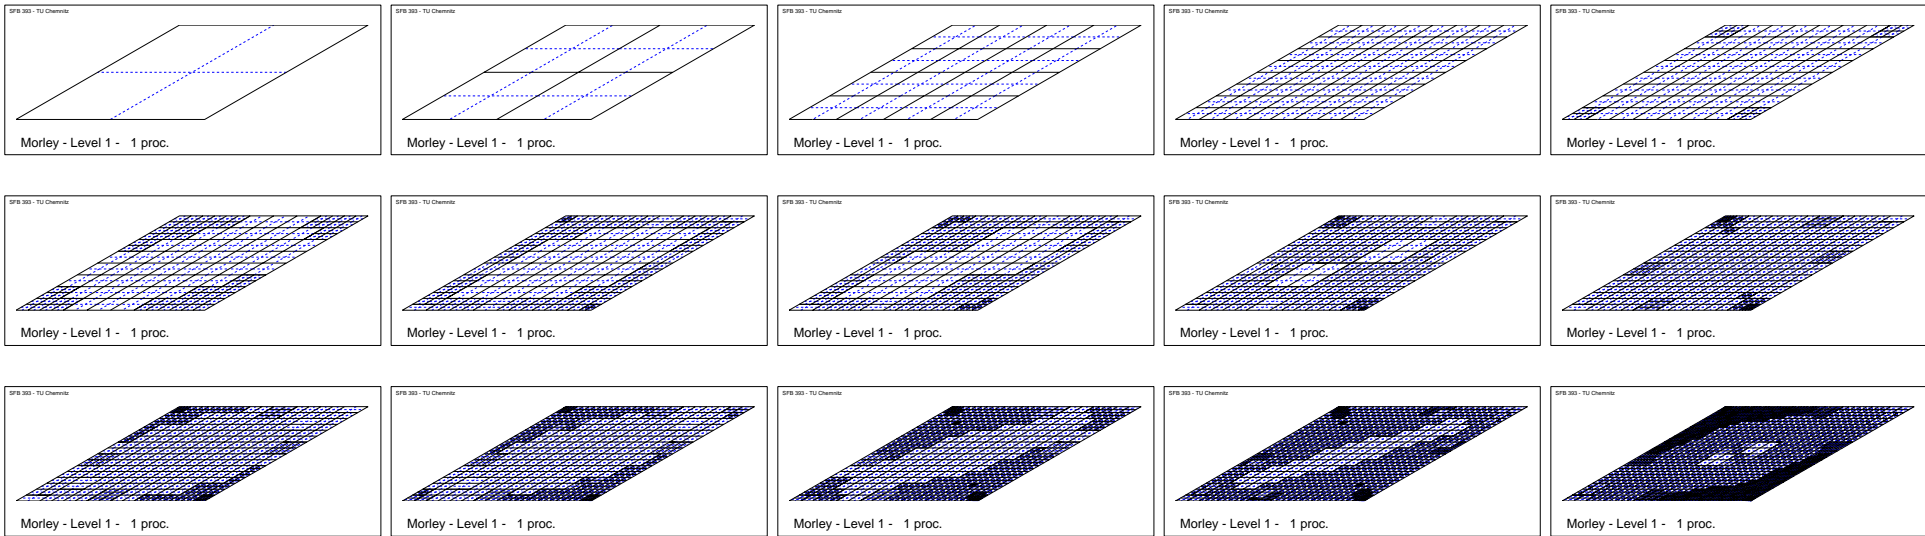 SFB 393 - TU Chemnitz
SFB 393 - TU Chemnitz
SFB 393 - TU Chemnitz
SFB 393 - TU Chemnitz
SFB 393 - TU Chemnitz
Morley - Level 1 - 1 proc.
Morley - Level 1 - 1 proc.
Morley - Level 1 - 1 proc.
Morley - Level 1 - 1 proc.
Morley - Level 1 - 1 proc.
SFB 393 - TU Chemnitz
SFB 393 - TU Chemnitz
SFB 393 - TU Chemnitz
SFB 393 - TU Chemnitz
SFB 393 - TU Chemnitz
Morley - Level 1 - 1 proc.
Morley - Level 1 - 1 proc.
Morley - Level 1 - 1 proc.
Morley - Level 1 - 1 proc.
Morley - Level 1 - 1 proc.
SFB 393 - TU Chemnitz
SFB 393 - TU Chemnitz
SFB 393 - TU Chemnitz
SFB 393 - TU Chemnitz
SFB 393 - TU Chemnitz
Morley - Level 1 - 1 proc.
Morley - Level 1 - 1 proc.
Morley - Level 1 - 1 proc.
Morley - Level 1 - 1 proc.
Morley - Level 1 - 1 proc.